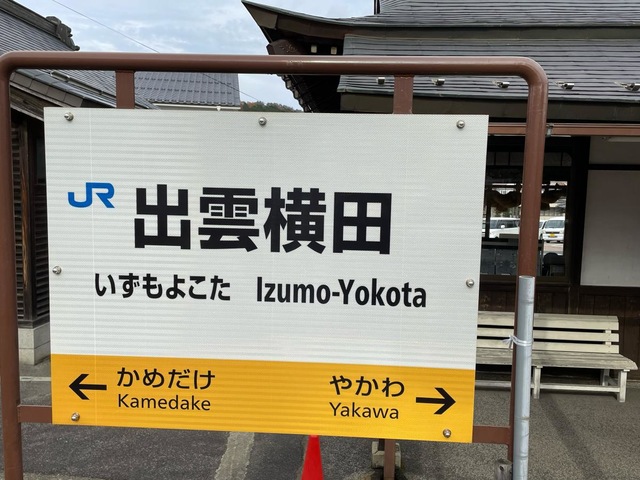 JR 出雲横田
いずもよこた Izumo-Yokota
← かめだけ やかわ →
Kamedake Yakawa